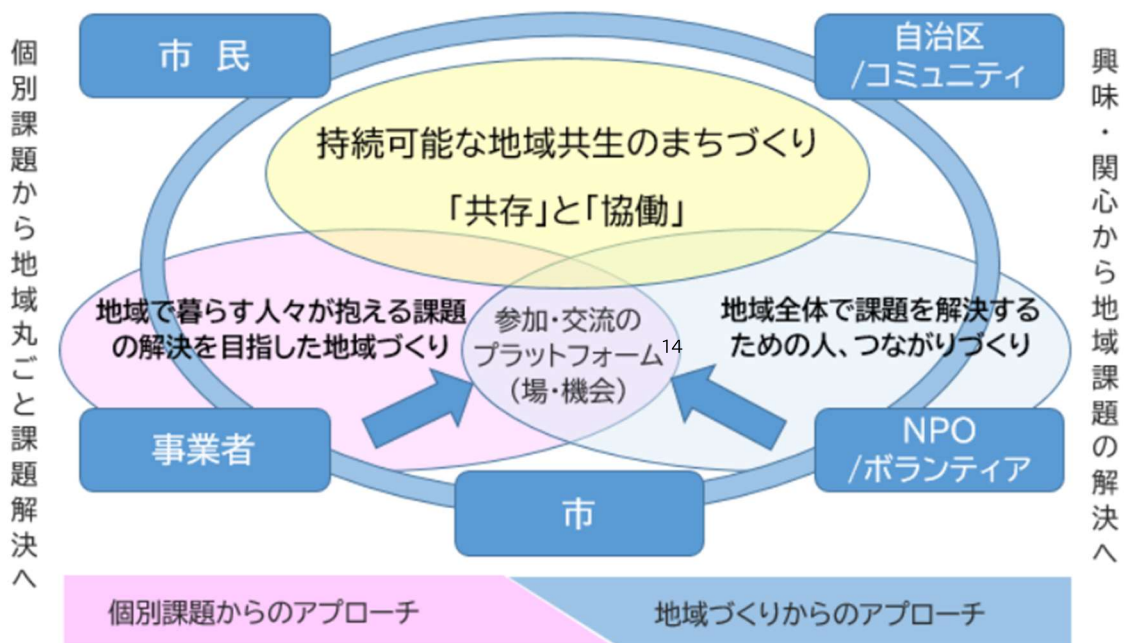 市 民
自治区
/コミュニティ
個別課題から地域丸ごと課題解決へ
興味・関心から地域課題の解決へ
持続可能な地域共生のまちづくり
「共存」と「協働」
地域で暮らす人々が抱える課題
の解決を目指した地域づくり
参加・交流の
プラットフォーム14
(場・機会)
地域全体で課題を解決する
ための人、つながりづくり
事業者
NPO
/ボランティア
市
個別課題からのアプローチ
地域づくりからのアプローチ